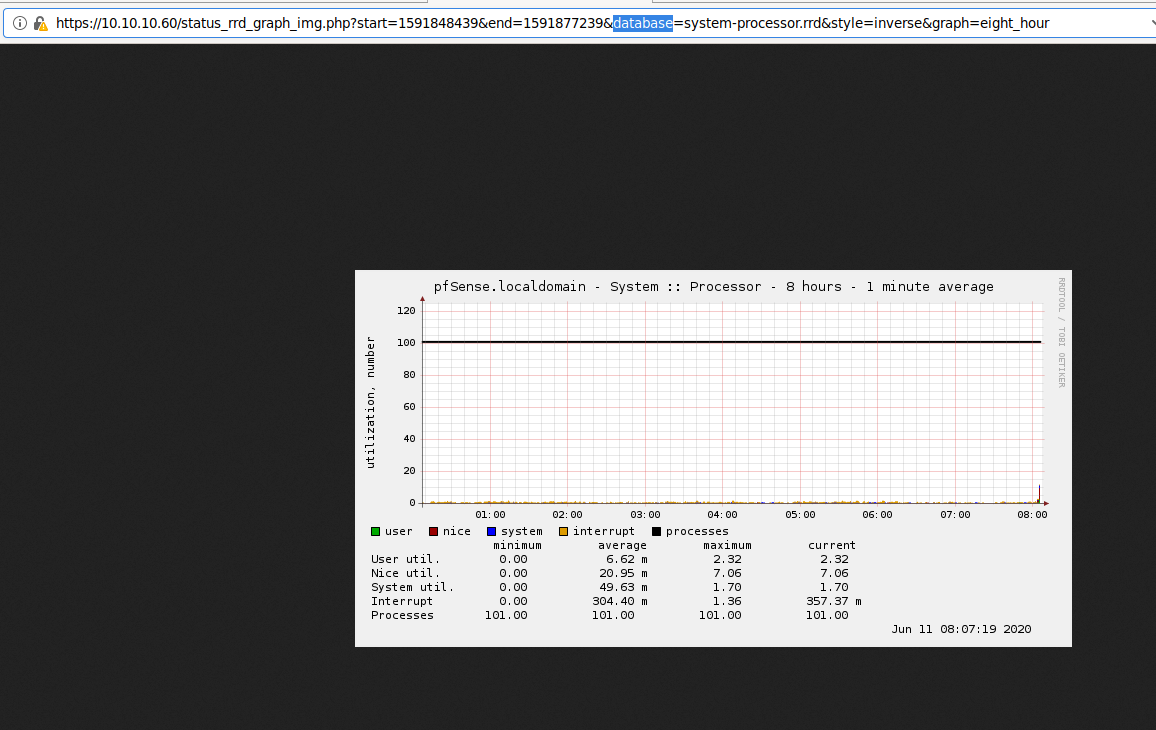 https://10.10.10.60/status_rrd_graph_img.php?start=1591848439&end=1591877239&database=system-processor.rrd&style=inverse&graph=eight_hour
pfSense.localdomain - System :: Processor - 8 hours - 1 minute average
RRDTOOL / TOBI OETIKER
utilization, number
120
100
80
60
40
20
0
01:00 02:00 03:00 04:00 05:00 06:00 07:00 08:00
user nice system interrupt processes
minimum average maximum current
User util. 0.00 6.62 m 2.32 2.32
Nice util. 0.00 20.95 m 7.06 7.06
System util. 0.00 49.63 m 1.70 1.70
Interrupt 0.00 304.40 m 1.36 357.37 m
Processes 101.00 101.00 101.00 101.00
Jun 11 08:07:19 2020